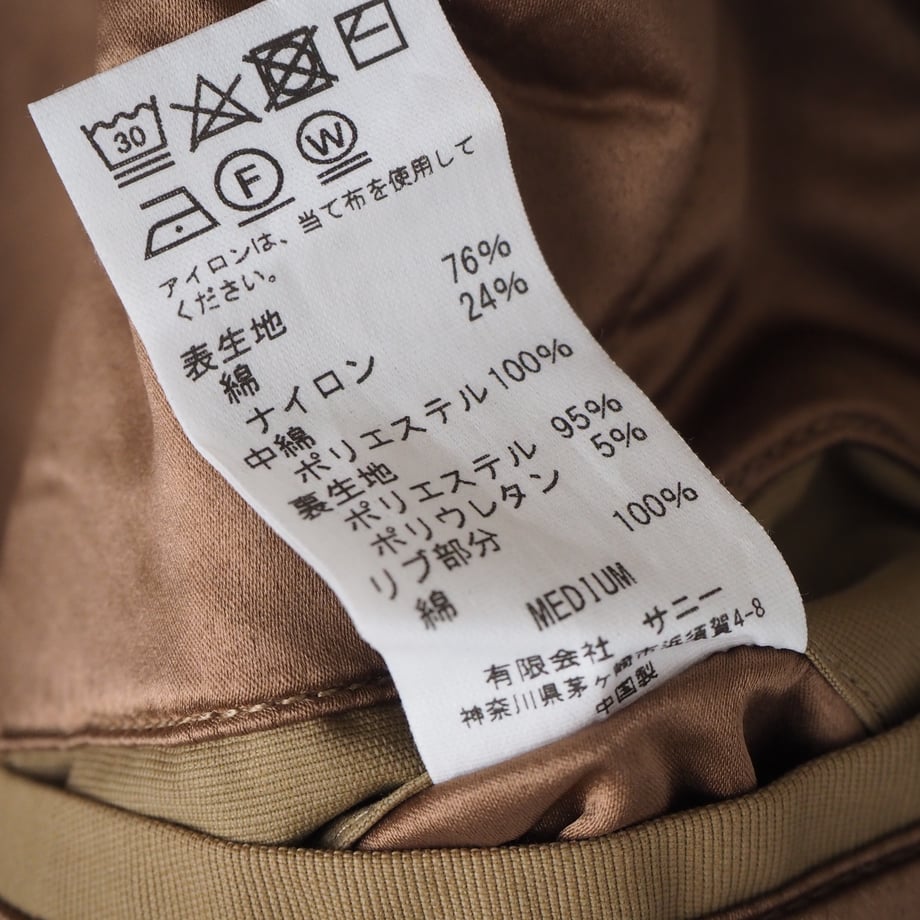 30
F W
アイロンは、当て布を使用して
ください。
表生地
綿 76%
ナイロン 24%
中綿
ポリエステル 100%
裏生地
ポリエステル 95%
ポリウレタン 5%
リブ部分
綿 100%
MEDIUM
有限会社 サニー
神奈川県茅ケ崎市浜須賀4-8
中国製